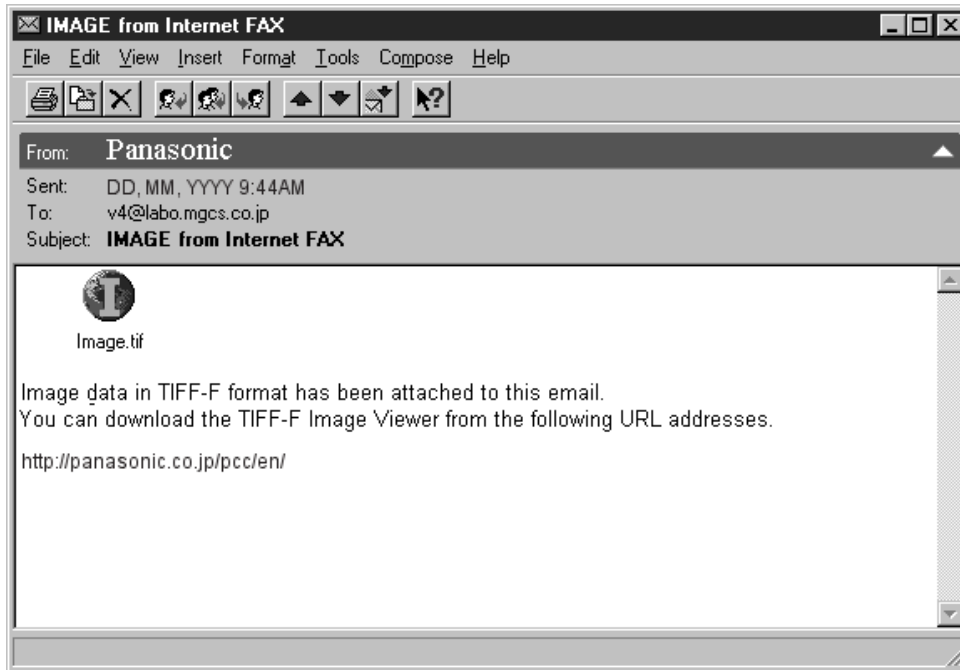 IMAGE from Internet FAX
File Edit View Insert Format Tools Compose Help
From: Panasonic
Sent: DD, MM, YYYY 9:44AM
To: v4@labo.mgcs.co.jp
Subject: IMAGE from Internet FAX
I
Image.tif
Image data in TIFF-F format has been attached to this email.
You can download the TIFF-F Image Viewer from the following URL addresses.
http://panasonic.co.jp/pcc/en/